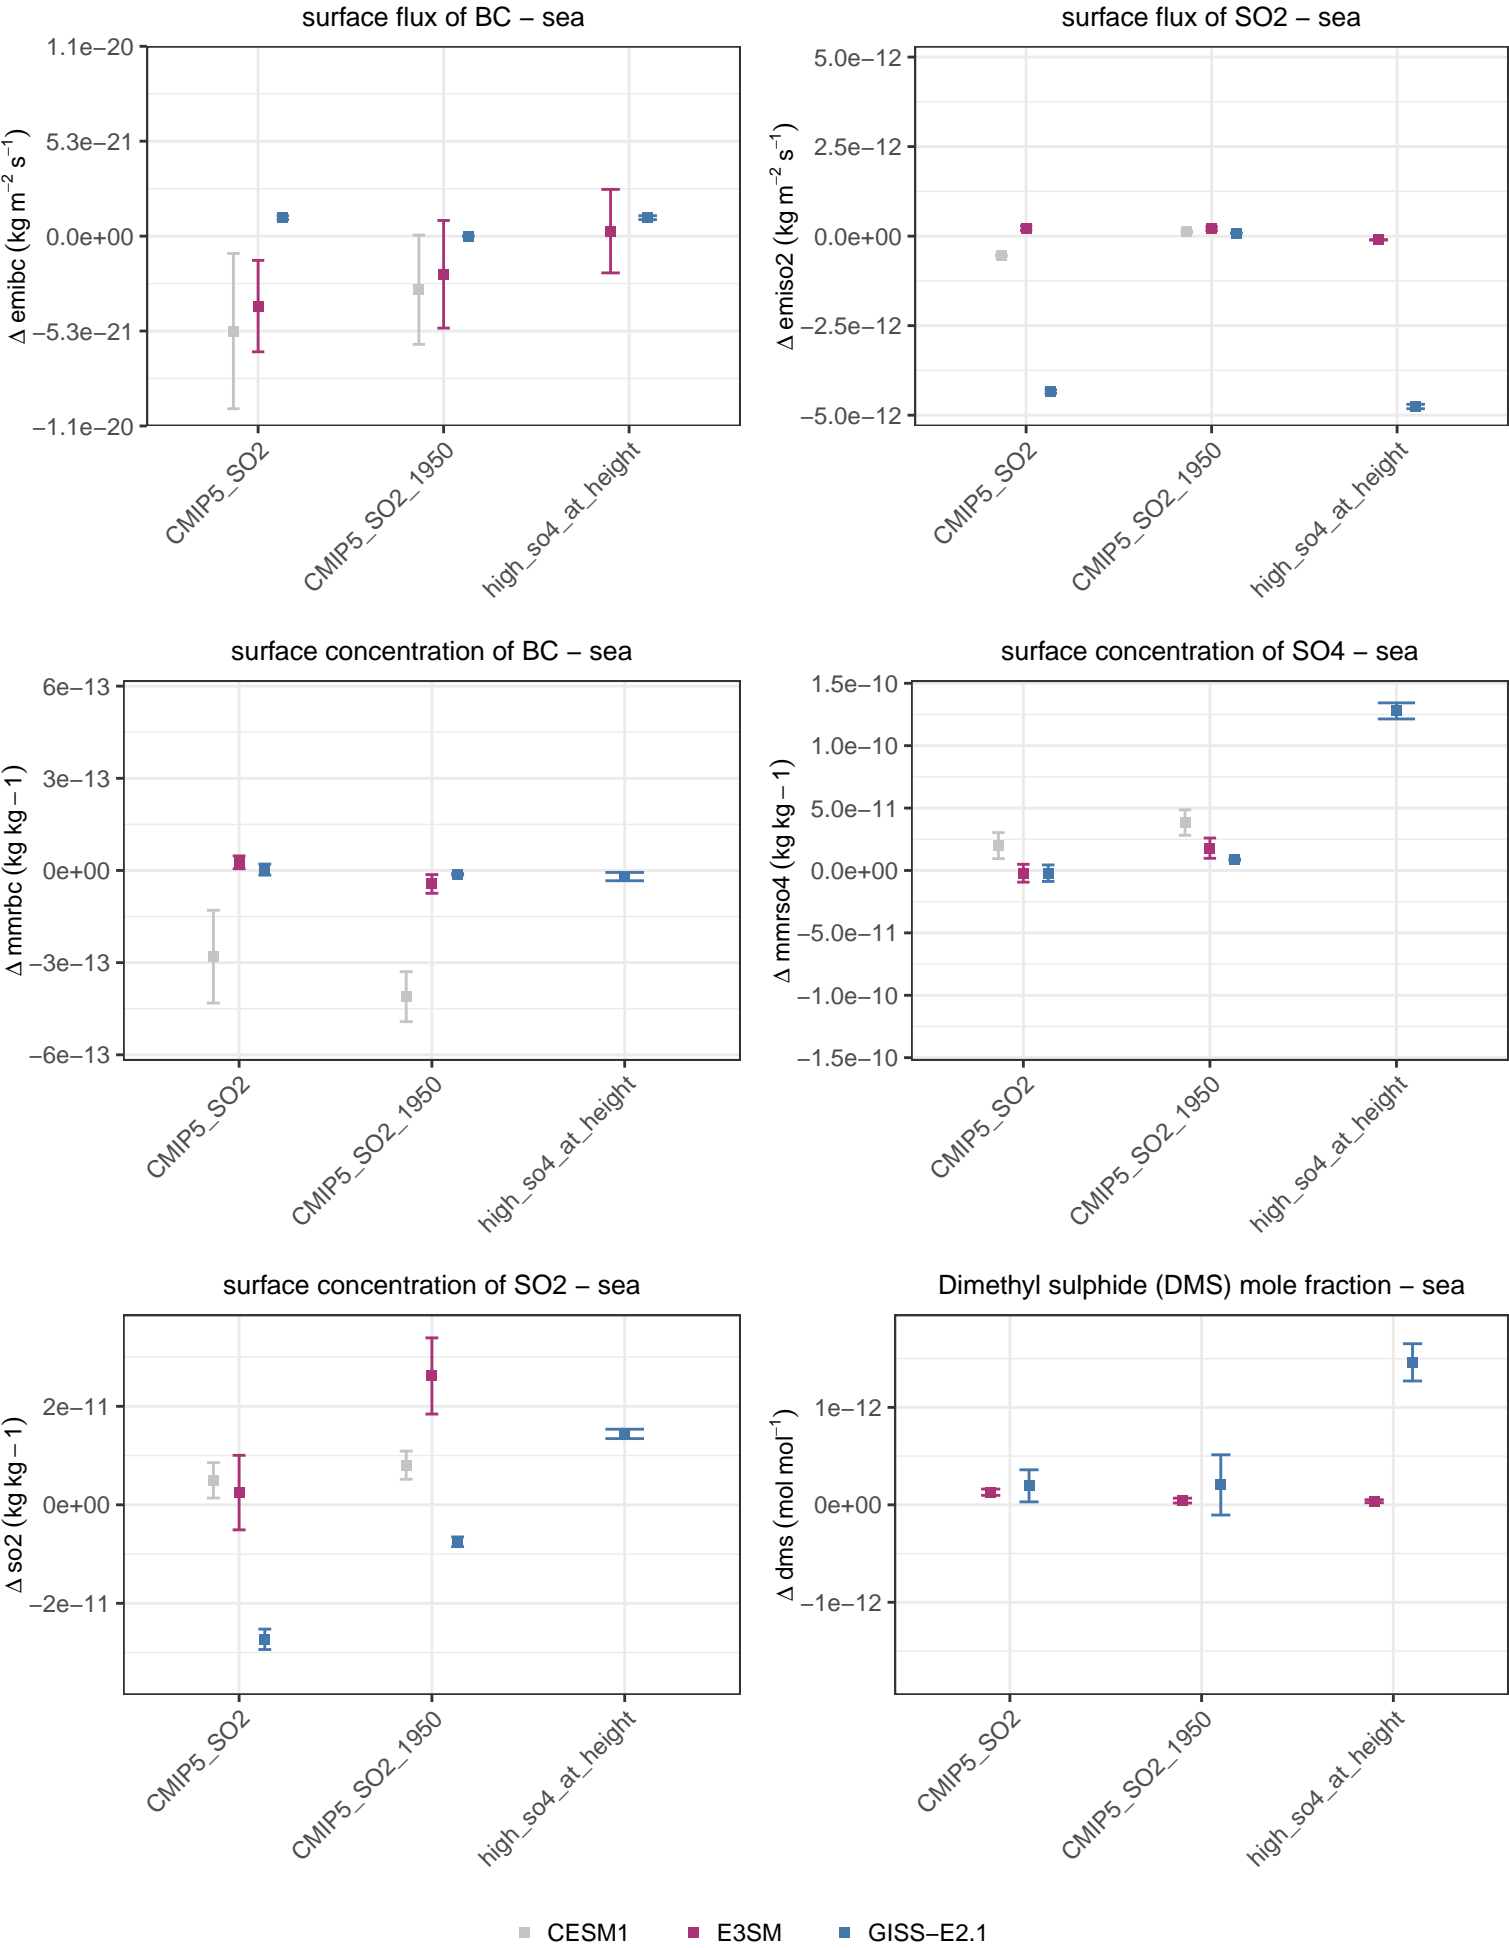 surface flux of BC – sea
Δ emibc (kg m⁻² s⁻¹)
1.1e−20
5.3e−21
0.0e+00
−5.3e−21
−1.1e−20
CMIP5_SO2
CMIP5_SO2_1950
high_so4_at_height
surface flux of SO2 – sea
Δ emiso2 (kg m⁻² s⁻¹)
5.0e−12
2.5e−12
0.0e+00
−2.5e−12
−5.0e−12
CMIP5_SO2
CMIP5_SO2_1950
high_so4_at_height
surface concentration of BC – sea
Δ mmrbc (kg kg − 1)
6e−13
3e−13
0e+00
−3e−13
−6e−13
CMIP5_SO2
CMIP5_SO2_1950
high_so4_at_height
surface concentration of SO4 – sea
Δ mmrso4 (kg kg − 1)
1.5e−10
1.0e−10
5.0e−11
0.0e+00
−5.0e−11
−1.0e−10
−1.5e−10
CMIP5_SO2
CMIP5_SO2_1950
high_so4_at_height
surface concentration of SO2 – sea
Δ so2 (kg kg − 1)
2e−11
0e+00
−2e−11
CMIP5_SO2
CMIP5_SO2_1950
high_so4_at_height
Dimethyl sulphide (DMS) mole fraction – sea
Δ dms (mol mol⁻¹)
1e−12
0e+00
−1e−12
CMIP5_SO2
CMIP5_SO2_1950
high_so4_at_height
CESM1 E3SM GISS−E2.1